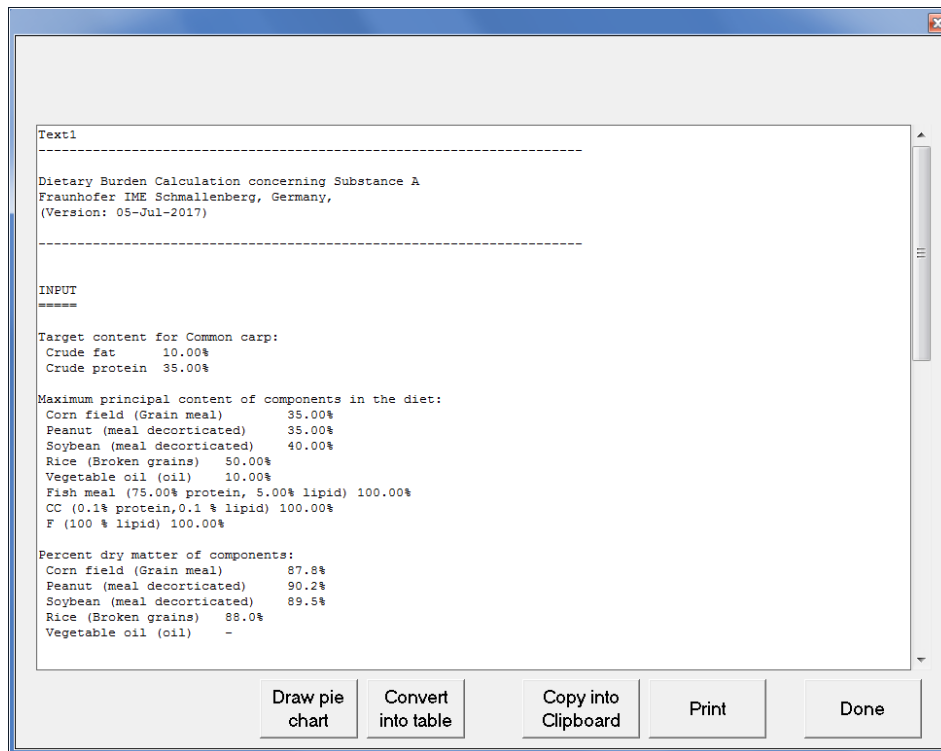 Text1
----------------------------------------------------------------------
Dietary Burden Calculation concerning Substance A
Fraunhofer IME Schmallenberg, Germany,
(Version: 05-Jul-2017)
----------------------------------------------------------------------
INPUT
=====
Target content for Common carp:
Crude fat 10.00%
Crude protein 35.00%
Maximum principal content of components in the diet:
Corn field (Grain meal) 35.00%
Peanut (meal decorticated) 35.00%
Soybean (meal decorticated) 40.00%
Rice (Broken grains) 50.00%
Vegetable oil (oil) 10.00%
Fish meal (75.00% protein, 5.00% lipid) 100.00%
CC (0.1% protein,0.1 % lipid) 100.00%
F (100 % lipid) 100.00%
Percent dry matter of components:
Corn field (Grain meal) 87.8%
Peanut (meal decorticated) 90.2%
Soybean (meal decorticated) 89.5%
Rice (Broken grains) 88.0%
Vegetable oil (oil) -
Draw pie chart
Convert into table
Copy into Clipboard
Print
Done